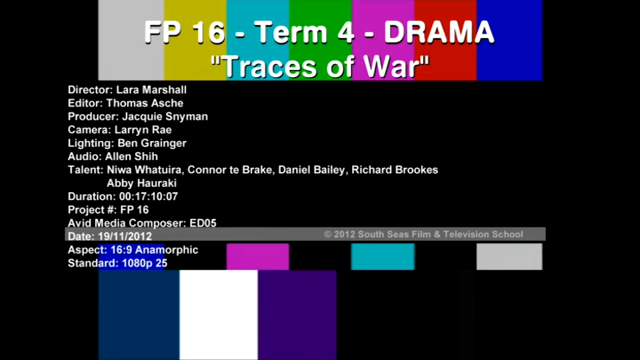 FP 16 - Term 4 - DRAMA
"Traces of War"
Director: Lara Marshall
Editor: Thomas Asche
Producer: Jacquie Snyman
Camera: Larryn Rae
Lighting: Ben Grainger
Audio: Allen Shih
Talent: Niwa Whatuira, Connor te Brake, Daniel Bailey, Richard Brookes
Abby Hauraki
Duration: 00:17:10:07
Project #: FP 16
Avid Media Composer: ED05
Date: 19/11/2012
© 2012 South Seas Film & Television School
Aspect: 16:9 Anamorphic
Standard: 1080p 25